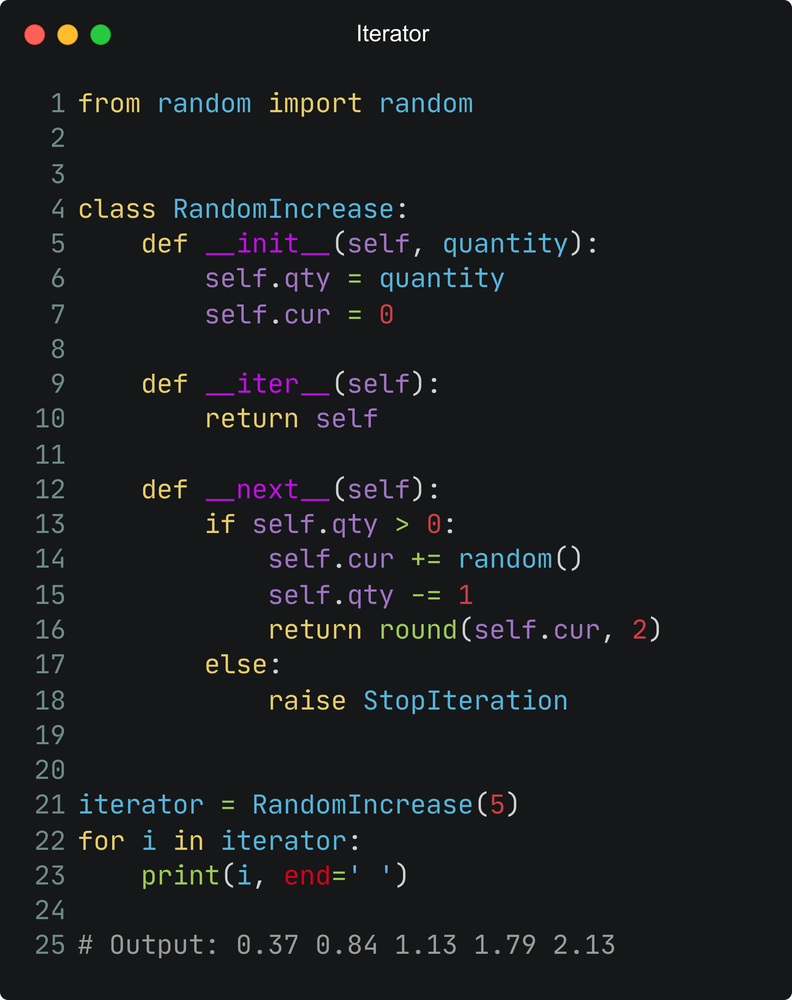 Iterator
1 from random import random
2
3
4 class RandomIncrease:
5     def __init__(self, quantity):
6         self.qty = quantity
7         self.cur = 0
8
9     def __iter__(self):
10         return self
11
12     def __next__(self):
13         if self.qty > 0:
14             self.cur += random()
15             self.qty -= 1
16             return round(self.cur, 2)
17         else:
18             raise StopIteration
19
20
21 iterator = RandomIncrease(5)
22 for i in iterator:
23     print(i, end=' ')
24
25 # Output: 0.37 0.84 1.13 1.79 2.13